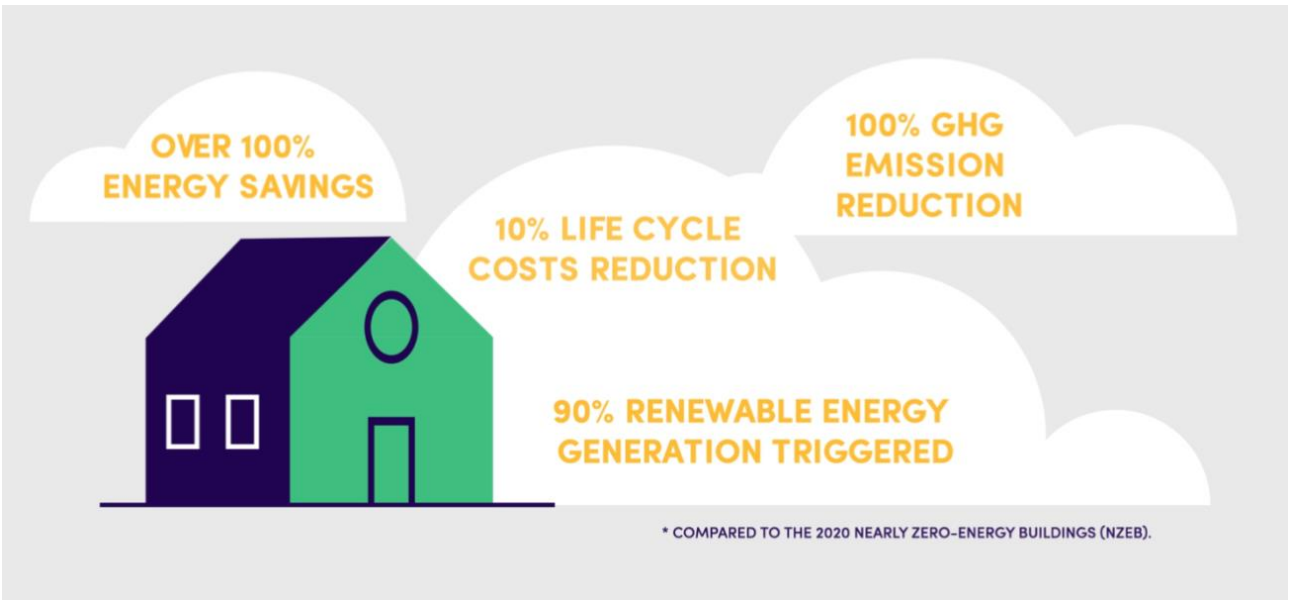 OVER 100%
ENERGY SAVINGS
100% GHG
EMISSION
REDUCTION
10% LIFE CYCLE
COSTS REDUCTION
90% RENEWABLE ENERGY
GENERATION TRIGGERED
* COMPARED TO THE 2020 NEARLY ZERO-ENERGY BUILDINGS (NZEB).